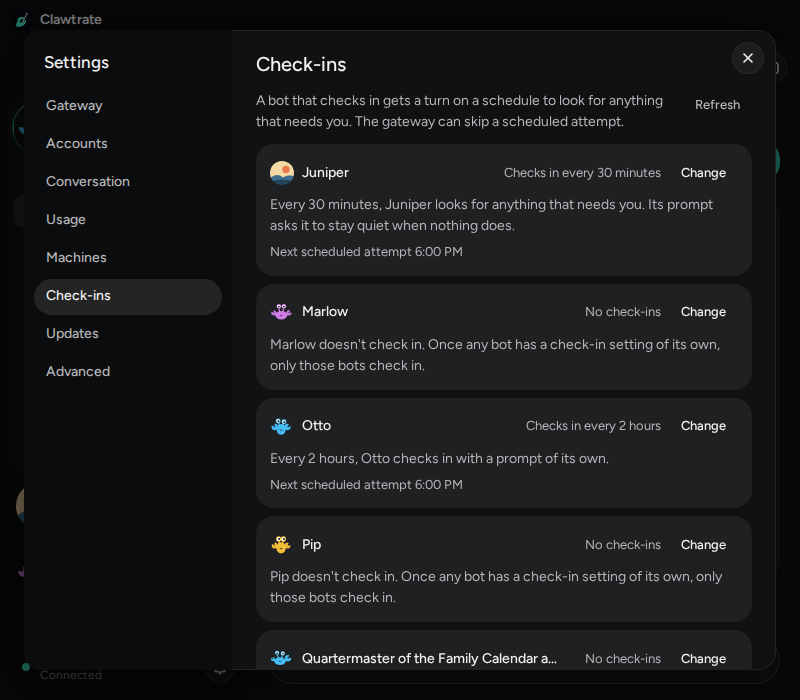 Clawtrate
Settings
Gateway
Accounts
Conversation
Usage
Machines
Check-ins
Updates
Advanced
Connected
Check-ins
A bot that checks in gets a turn on a schedule to look for anything
that needs you. The gateway can skip a scheduled attempt.
Refresh
Juniper
Checks in every 30 minutes
Change
Every 30 minutes, Juniper looks for anything that needs you. Its prompt
asks it to stay quiet when nothing does.
Next scheduled attempt 6:00 PM
Marlow
No check-ins
Change
Marlow doesn't check in. Once any bot has a check-in setting of its own,
only those bots check in.
Otto
Checks in every 2 hours
Change
Every 2 hours, Otto checks in with a prompt of its own.
Next scheduled attempt 6:00 PM
Pip
No check-ins
Change
Pip doesn't check in. Once any bot has a check-in setting of its own, only
those bots check in.
Quartermaster of the Family Calendar a...
No check-ins
Change